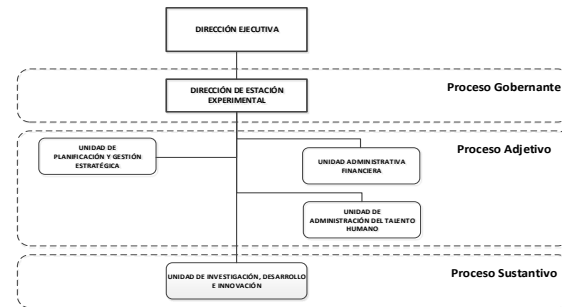 DIRECCIÓN EJECUTIVA
DIRECCIÓN DE ESTACIÓN
EXPERIMENTAL
Proceso Gobernante
UNIDAD DE
PLANIFICACIÓN Y GESTIÓN
ESTRATÉGICA
Proceso Adjetivo
UNIDAD ADMINISTRATIVA
FINANCIERA
UNIDAD DE
ADMINISTRACIÓN DEL TALENTO
HUMANO
UNIDAD DE INVESTIGACIÓN, DESARROLLO
E INNOVACIÓN
Proceso Sustantivo